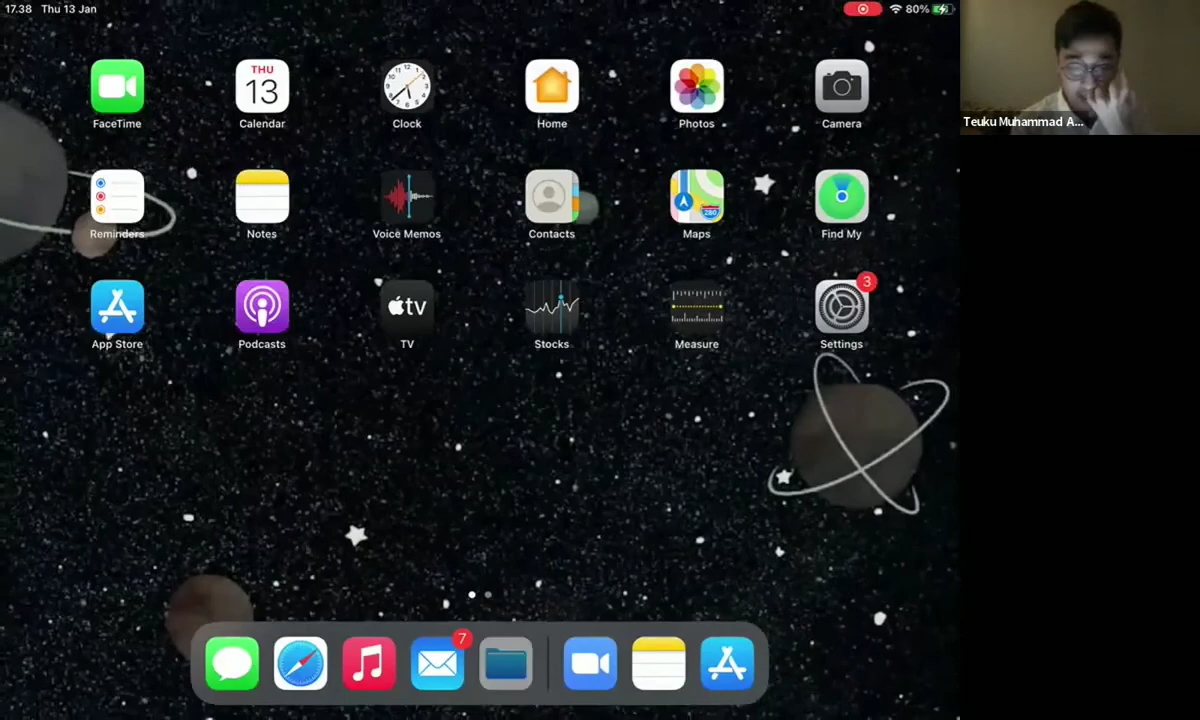 17.38 Thu 13 Jan
80%
THU
13
FaceTime
Calendar
Clock
Home
Photos
Camera
280
Reminders
Notes
Voice Memos
Contacts
Maps
Find My
3
tv
App Store
Podcasts
TV
Stocks
Measure
Settings
7
Teuku Muhammad A...